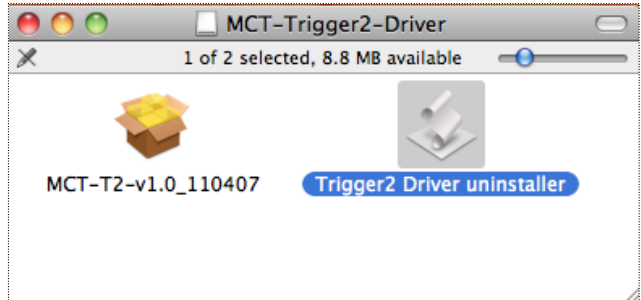 MCT-Trigger2-Driver
1 of 2 selected, 8.8 MB available
MCT-T2-v1.0_110407
Trigger2 Driver uninstaller